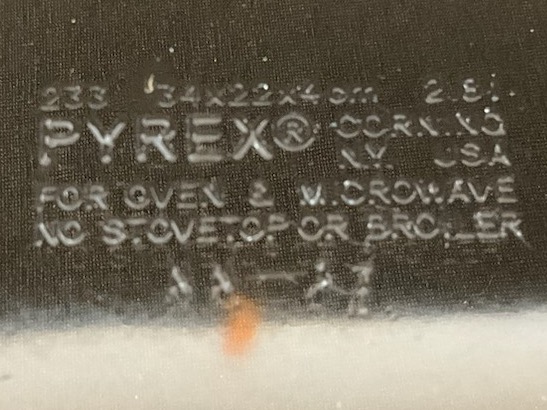 233 34x22x4cm 2.8L
PYREX® CORNING
N.Y. USA
FOR OVEN & MICROWAVE
NO STOVETOP OR BROILER